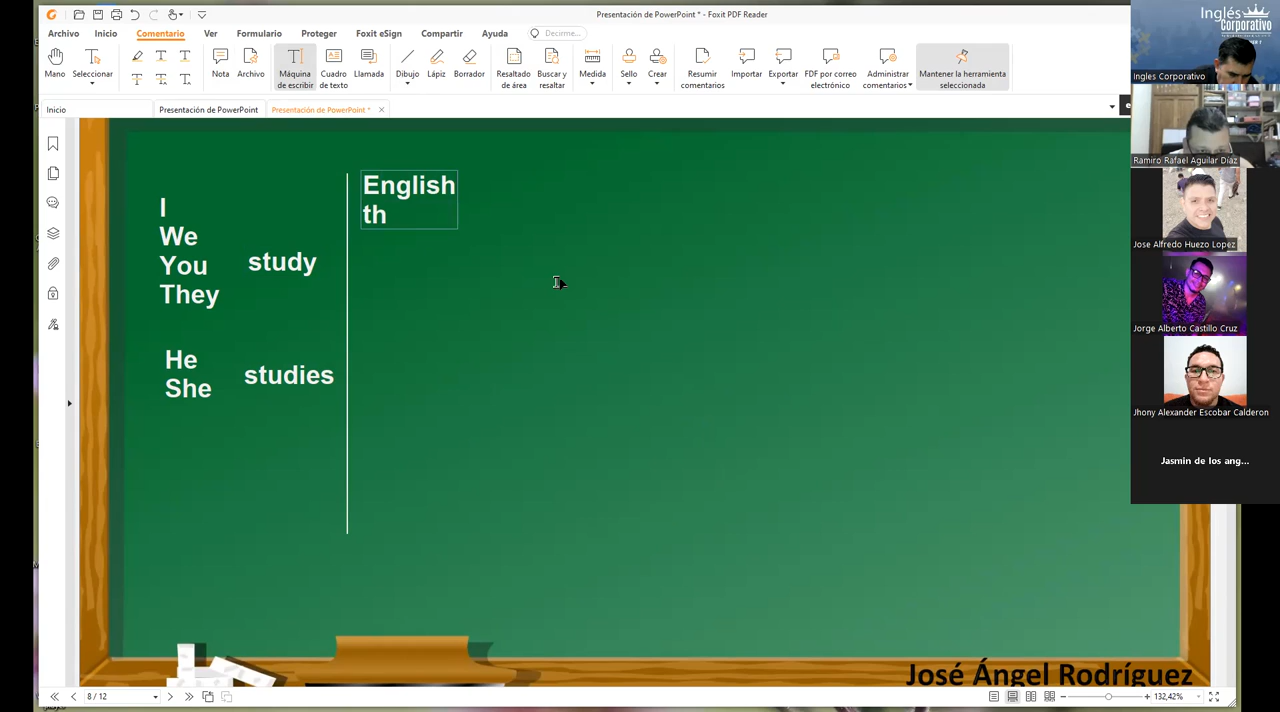 Presentación de PowerPoint * - Foxit PDF Reader
Archivo Inicio Comentario Ver Formulario Proteger Foxit eSign Compartir Ayuda Decirme...
Mano Seleccionar Nota Archivo Máquina de escribir Cuadro de texto Llamada Dibujo Lápiz Borrador Resaltado de área Buscar y resaltar Medida Sello Crear Resumir comentarios Importar Exportar PDF por correo electrónico Administrar comentarios Mantener la herramienta seleccionada
Inicio Presentación de PowerPoint Presentación de PowerPoint *
I
We
You
They
study
He
She
studies
English
th
José Ángel Rodríguez
8 / 12
132,42%
Inglés
Corporativo
Ingles Corporativo
Ramiro Rafael Aguilar Díaz
Jose Alfredo Huezo Lopez
Jorge Alberto Castillo Cruz
Jhony Alexander Escobar Calderon
Jasmin de los ang...